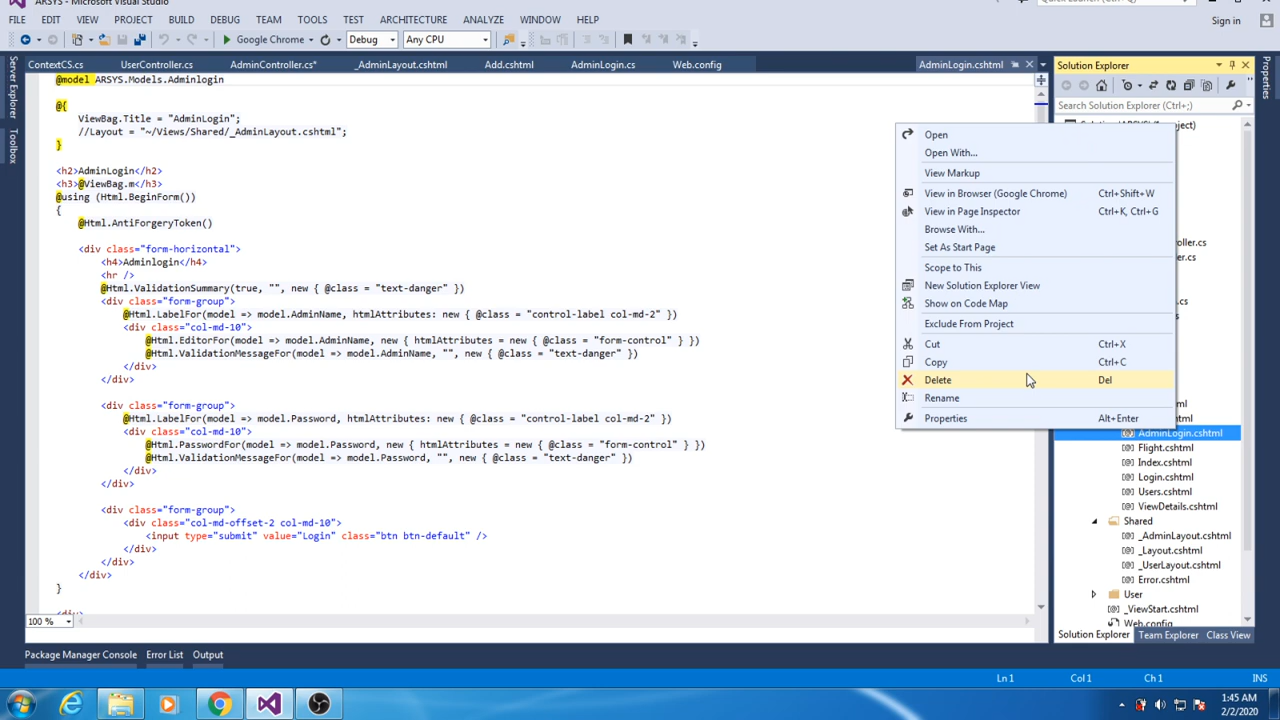 ARSYS - Microsoft Visual Studio
Quick Launch (Ctrl+Q)
FILE EDIT VIEW PROJECT BUILD DEBUG TEAM TOOLS TEST ARCHITECTURE ANALYZE WINDOW HELP
Sign in
Google Chrome Debug Any CPU
Server Explorer
Toolbox
ContextCS.cs UserController.cs AdminController.cs* _AdminLayout.cshtml Add.cshtml AdminLogin.cs Web.config AdminLogin.cshtml
@model ARSYS.Models.Adminlogin
@{
ViewBag.Title = "AdminLogin";
//Layout = "~/Views/Shared/_AdminLayout.cshtml";
}
<h2>AdminLogin</h2>
<h3>@ViewBag.m</h3>
@using (Html.BeginForm())
{
@Html.AntiForgeryToken()
<div class="form-horizontal">
<h4>Adminlogin</h4>
<hr />
@Html.ValidationSummary(true, "", new { @class = "text-danger" })
<div class="form-group">
@Html.LabelFor(model => model.AdminName, htmlAttributes: new { @class = "control-label col-md-2" })
<div class="col-md-10">
@Html.EditorFor(model => model.AdminName, new { htmlAttributes = new { @class = "form-control" } })
@Html.ValidationMessageFor(model => model.AdminName, "", new { @class = "text-danger" })
</div>
</div>
<div class="form-group">
@Html.LabelFor(model => model.Password, htmlAttributes: new { @class = "control-label col-md-2" })
<div class="col-md-10">
@Html.PasswordFor(model => model.Password, new { htmlAttributes = new { @class = "form-control" } })
@Html.ValidationMessageFor(model => model.Password, "", new { @class = "text-danger" })
</div>
</div>
<div class="form-group">
<div class="col-md-offset-2 col-md-10">
<input type="submit" value="Login" class="btn btn-default" />
</div>
</div>
</div>
}
<div>
100 %
Open
Open With...
View Markup
View in Browser (Google Chrome) Ctrl+Shift+W
View in Page Inspector Ctrl+K, Ctrl+G
Browse With...
Set As Start Page
Scope to This
New Solution Explorer View
Show on Code Map
Exclude From Project
Cut Ctrl+X
Copy Ctrl+C
Delete Del
Rename
Properties Alt+Enter
Solution Explorer
Search Solution Explorer (Ctrl+;)
AdminLogin.cshtml
Flight.cshtml
Index.cshtml
Login.cshtml
Users.cshtml
ViewDetails.cshtml
Shared
_AdminLayout.cshtml
_Layout.cshtml
_UserLayout.cshtml
Error.cshtml
User
_ViewStart.cshtml
Web.config
Solution Explorer Team Explorer Class View
Properties
Package Manager Console Error List Output
Ln 1 Col 1 Ch 1 INS
1:45 AM
2/2/2020